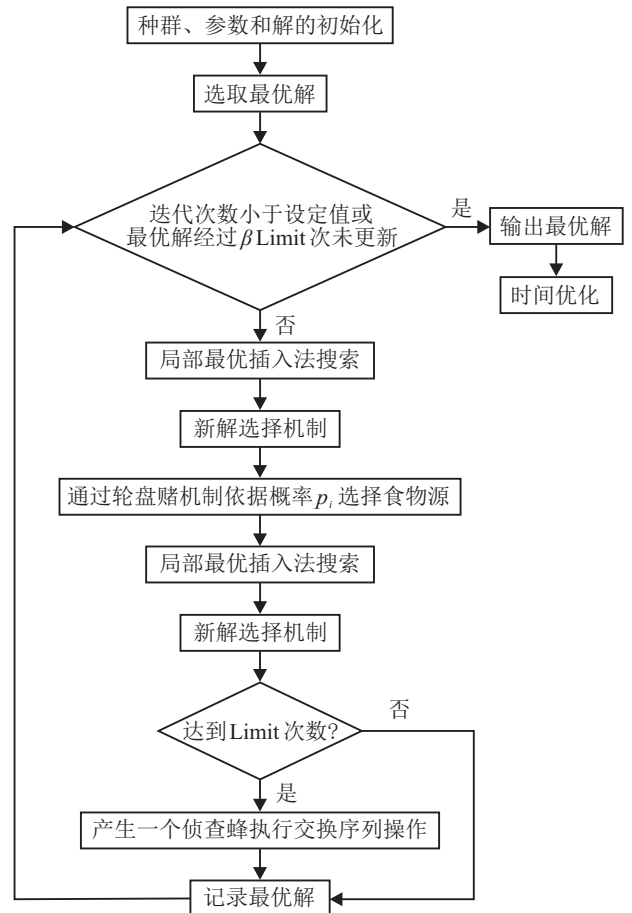 种群、参数和解的初始化
选取最优解
迭代次数小于设定值或
最优解经过β Limit次未更新
是
输出最优解
时间优化
否
局部最优插入法搜索
新解选择机制
通过轮盘赌机制依据概率pᵢ选择食物源
局部最优插入法搜索
新解选择机制
达到Limit次数?
否
是
产生一个侦查蜂执行交换序列操作
记录最优解